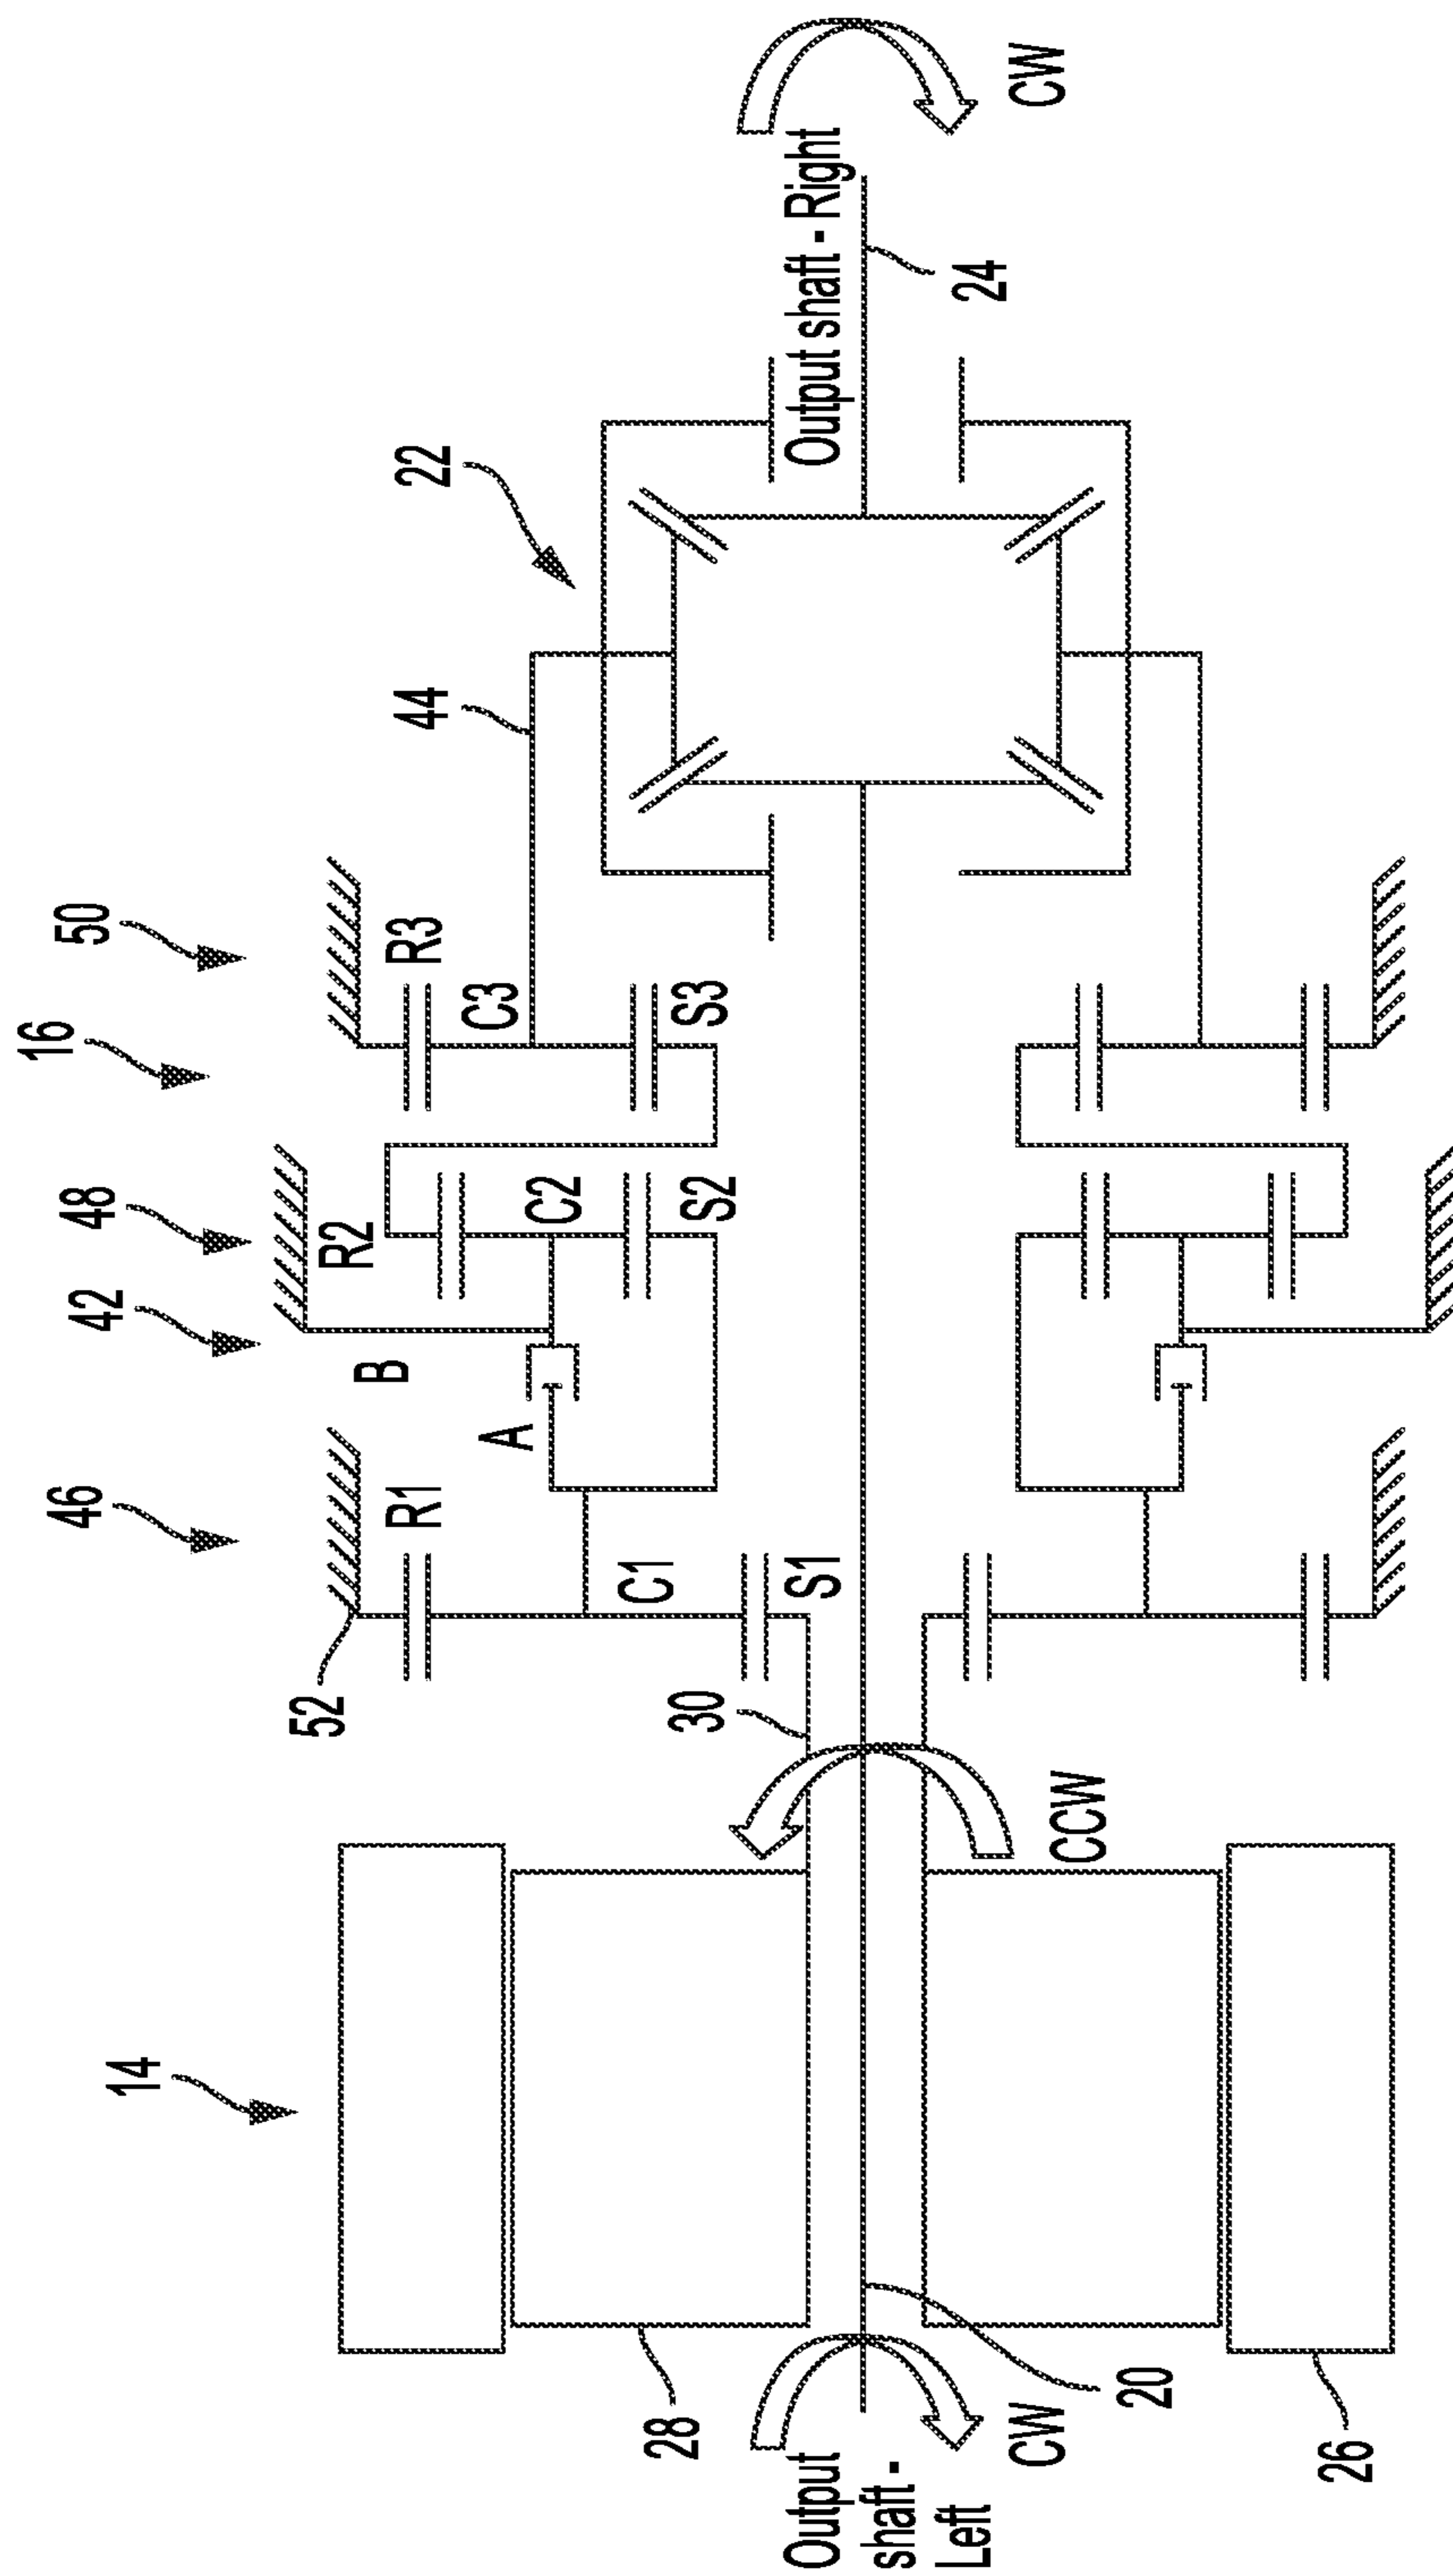 14
46
42
48
16
50
52
R1
B
R2
R3
22
A
C2
C3
44
C1
S2
S3
28
30
S1
Output
shaft -
Left
Output shaft - Right
24
CW
CCW
CW
20
26